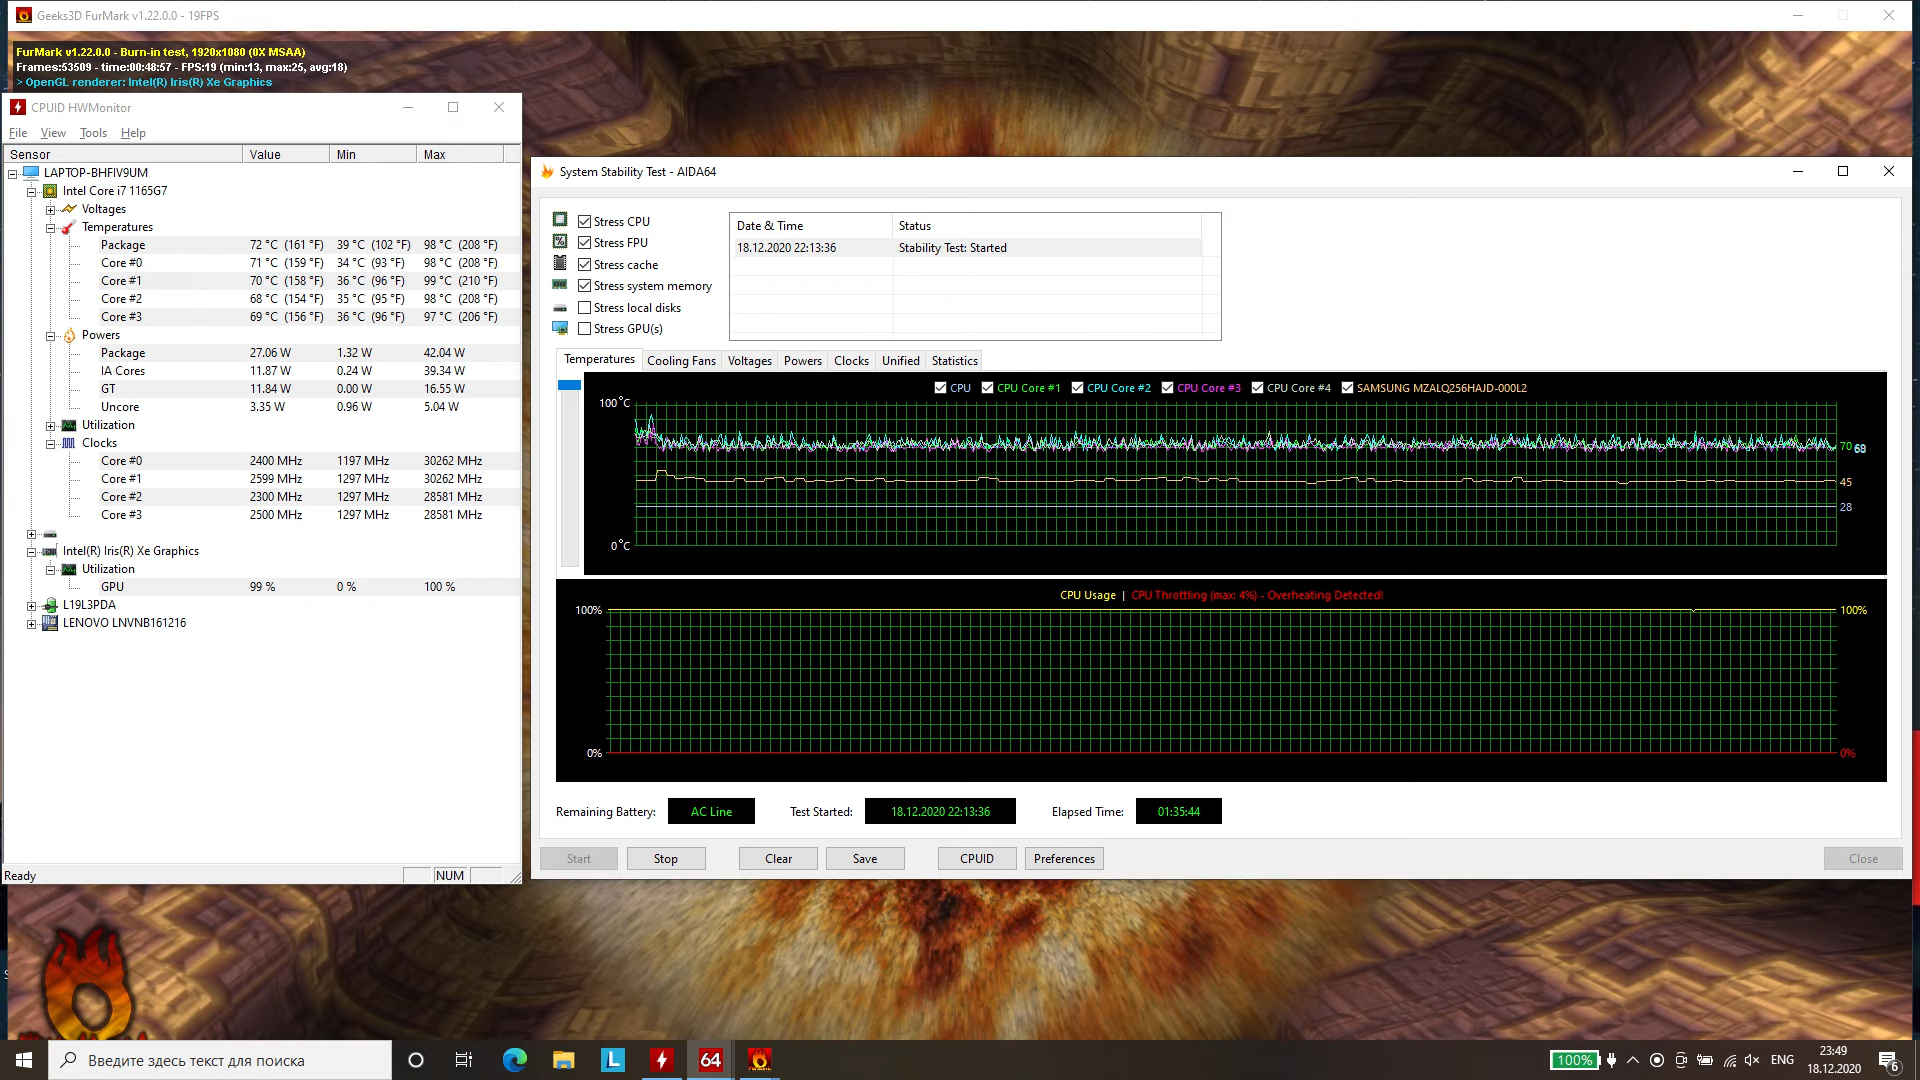 Geeks3D FurMark v1.22.0.0 - 19FPS
FurMark v1.22.0.0 - Burn-in test, 1920x1080 (0X MSAA)
Frames:53509 - time:00:48:57 - FPS:19 (min:13, max:25, avg:18)
> OpenGL renderer: Intel(R) Iris(R) Xe Graphics
CPUID HWMonitor
File View Tools Help
Sensor Value Min Max
LAPTOP-BHFIV9UM
Intel Core i7 1165G7
Voltages
Temperatures
Package 72 °C (161 °F) 39 °C (102 °F) 98 °C (208 °F)
Core #0 71 °C (159 °F) 34 °C (93 °F) 98 °C (208 °F)
Core #1 70 °C (158 °F) 36 °C (96 °F) 99 °C (210 °F)
Core #2 68 °C (154 °F) 35 °C (95 °F) 98 °C (208 °F)
Core #3 69 °C (156 °F) 36 °C (96 °F) 97 °C (206 °F)
Powers
Package 27.06 W 1.32 W 42.04 W
IA Cores 11.87 W 0.24 W 39.34 W
GT 11.84 W 0.00 W 16.55 W
Uncore 3.35 W 0.96 W 5.04 W
Utilization
Clocks
Core #0 2400 MHz 1197 MHz 30262 MHz
Core #1 2599 MHz 1297 MHz 30262 MHz
Core #2 2300 MHz 1297 MHz 28581 MHz
Core #3 2500 MHz 1297 MHz 28581 MHz
Intel(R) Iris(R) Xe Graphics
Utilization
GPU 99 % 0 % 100 %
L19L3PDA
LENOVO LNVNB161216
Ready NUM
System Stability Test - AIDA64
Stress CPU
Stress FPU
Stress cache
Stress system memory
Stress local disks
Stress GPU(s)
Date & Time Status
18.12.2020 22:13:36 Stability Test: Started
Temperatures Cooling Fans Voltages Powers Clocks Unified Statistics
CPU CPU Core #1 CPU Core #2 CPU Core #3 CPU Core #4 SAMSUNG MZALQ256HAJD-000L2
100°C
70 68
45
28
0°C
CPU Usage | CPU Throttling (max: 4%) - Overheating Detected!
100% 100%
0% 0%
Remaining Battery: AC Line Test Started: 18.12.2020 22:13:36 Elapsed Time: 01:35:44
Start Stop Clear Save CPUID Preferences Close
Введите здесь текст для поиска
L
64
100%
ENG
23:49
18.12.2020
6